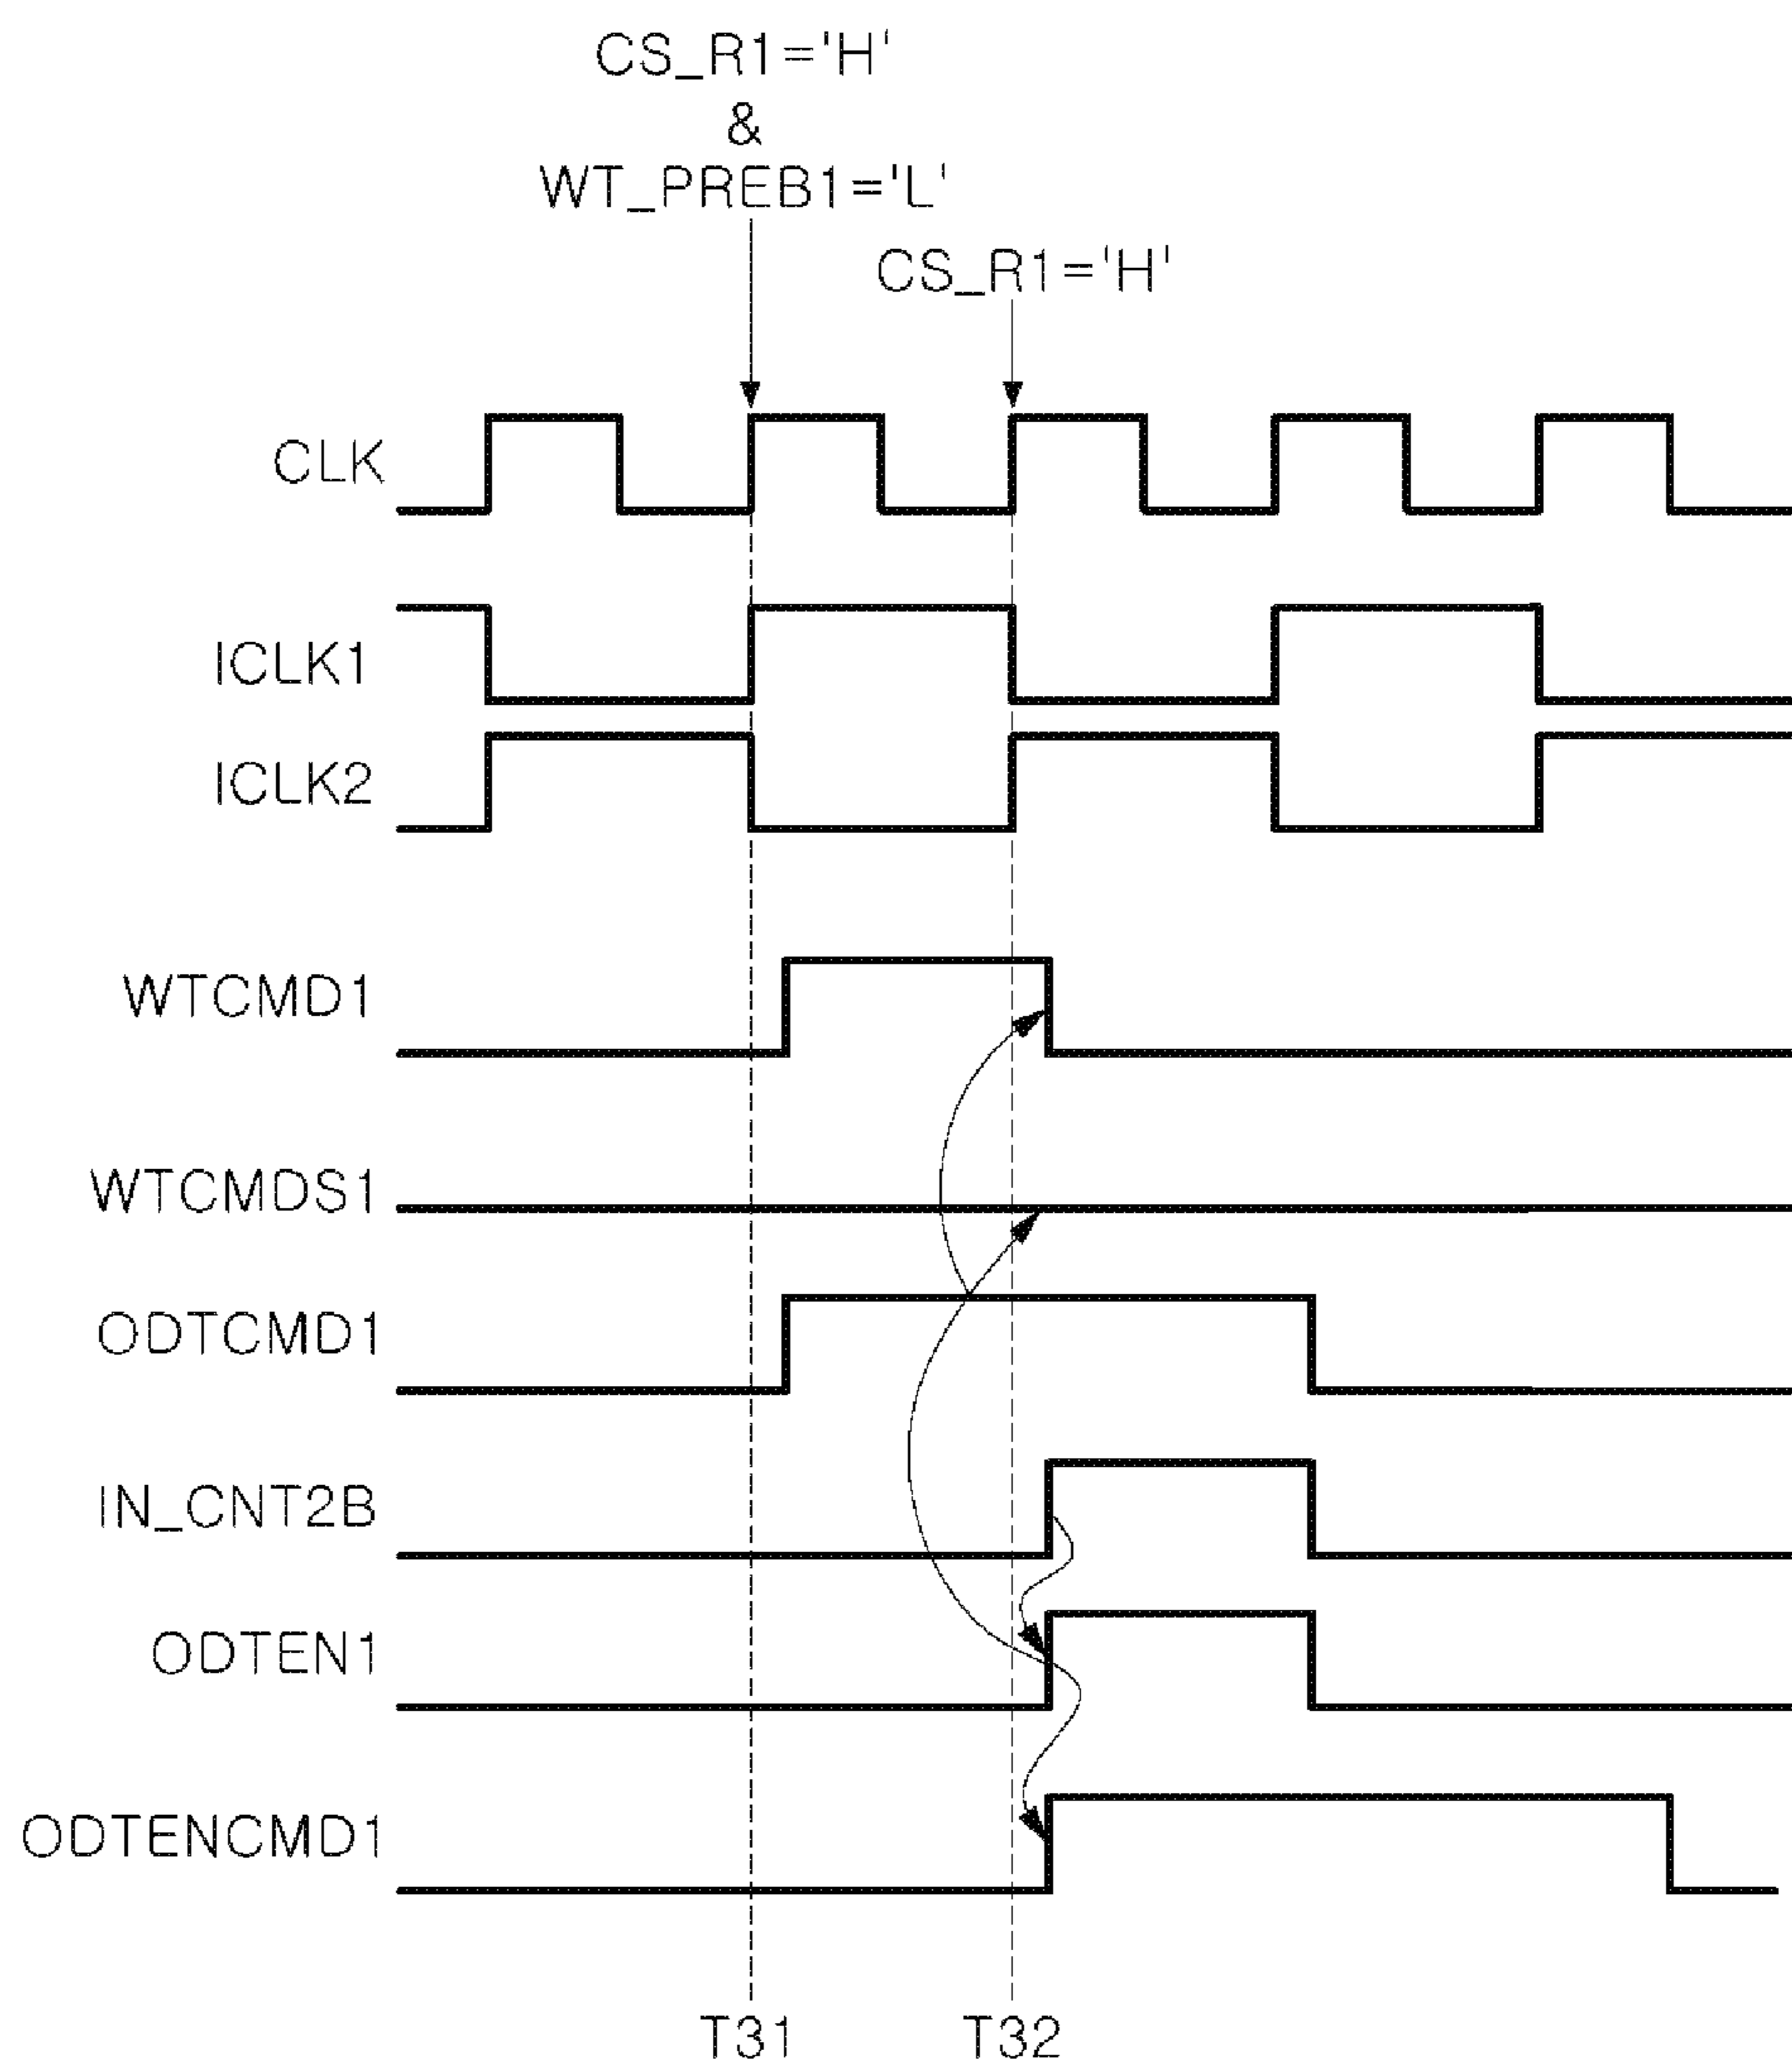 CS_R1='H'
&
WT_PREB1='L'
CS_R1='H'
CLK
ICLK1
ICLK2
WTCMD1
WTCMDS1
ODTCMD1
IN_CNT2B
ODTEN1
ODTENCMD1
T31 T32